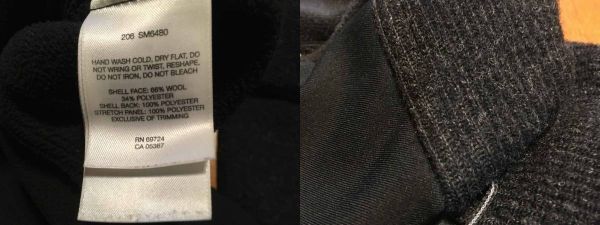 206 SM6480
HAND WASH COLD, DRY FLAT, DO
NOT WRING OR TWIST, RESHAPE,
DO NOT IRON, DO NOT BLEACH
SHELL FACE: 66% WOOL
34% POLYESTER
SHELL BACK: 100% POLYESTER
STRETCH PANEL: 100% POLYESTER
EXCLUSIVE OF TRIMMING
RN 69724
CA 05367